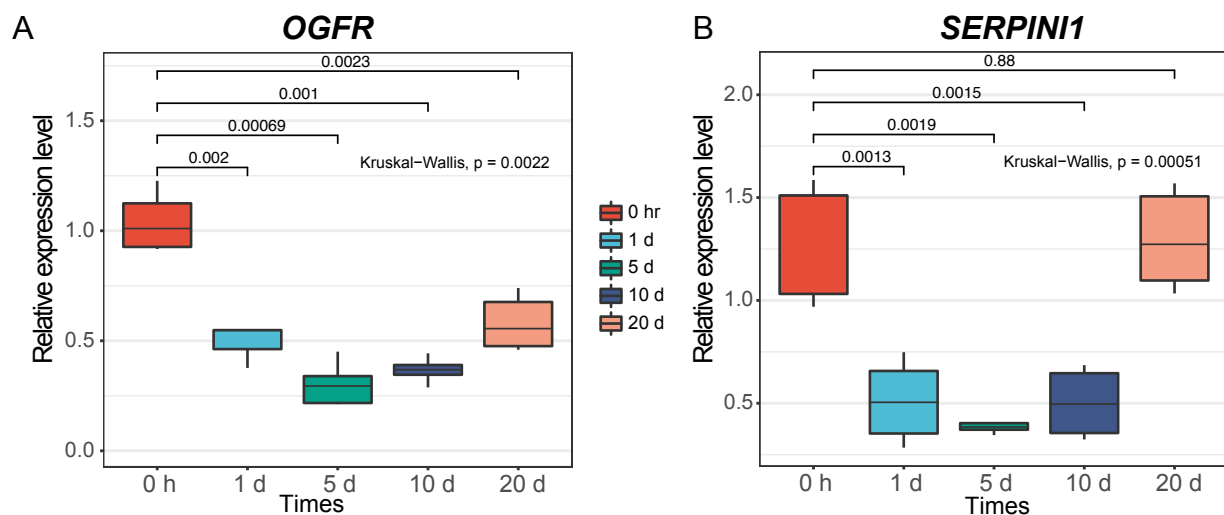 A
OGFR
Relative expression level
1.5
1.0
0.5
0.0
0.0023
0.001
0.00069
0.002
Kruskal−Wallis, p = 0.0022
0 h
1 d
5 d
10 d
20 d
Times
0 hr
1 d
5 d
10 d
20 d
B
SERPINI1
Relative expression level
2.0
1.5
1.0
0.5
0.88
0.0015
0.0019
0.0013
Kruskal−Wallis, p = 0.00051
0 h
1 d
5 d
10 d
20 d
Times